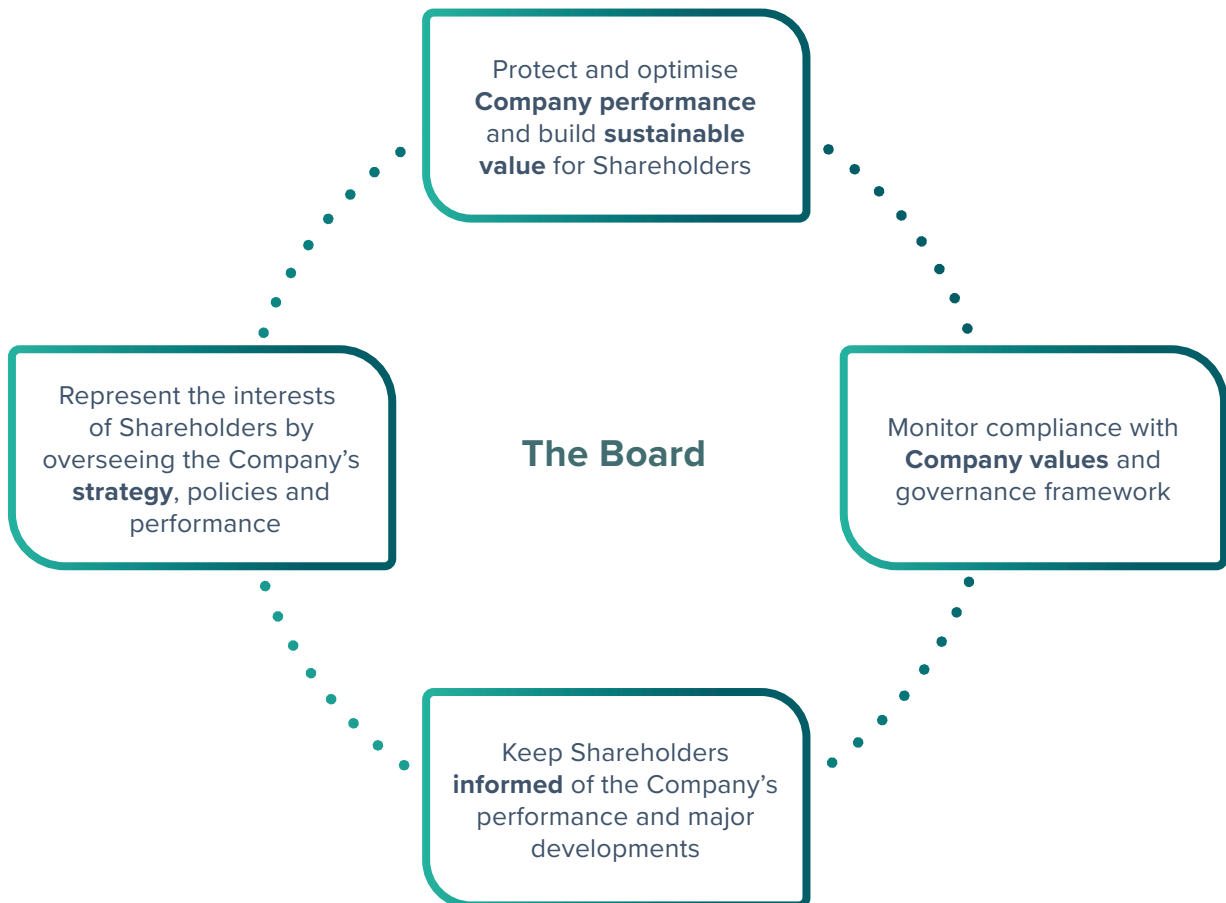 Protect and optimise
Company performance
and build sustainable
value for Shareholders
Represent the interests
of Shareholders by
overseeing the Company’s
strategy, policies and
performance
The Board
Monitor compliance with
Company values and
governance framework
Keep Shareholders
informed of the Company’s
performance and major
developments